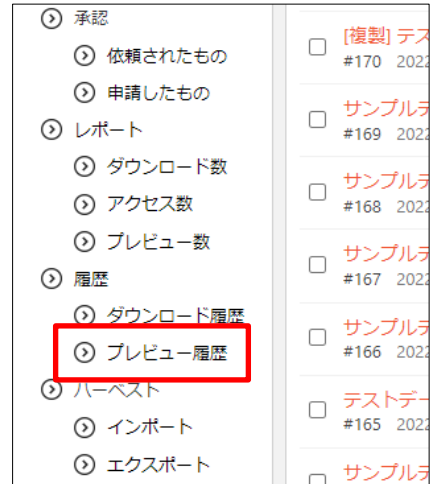 承認
依頼されたもの
申請したもの
レポート
ダウンロード数
アクセス数
プレビュー数
履歴
ダウンロード履歴
プレビュー履歴
ハーベスト
インポート
エクスポート
[複製] テス
#170 2022
サンプルデ
#169 2022
サンプルデ
#168 2022
サンプルデ
#167 2022
サンプルデ
#166 2022
テストデー
#165 2022
サンプルデ